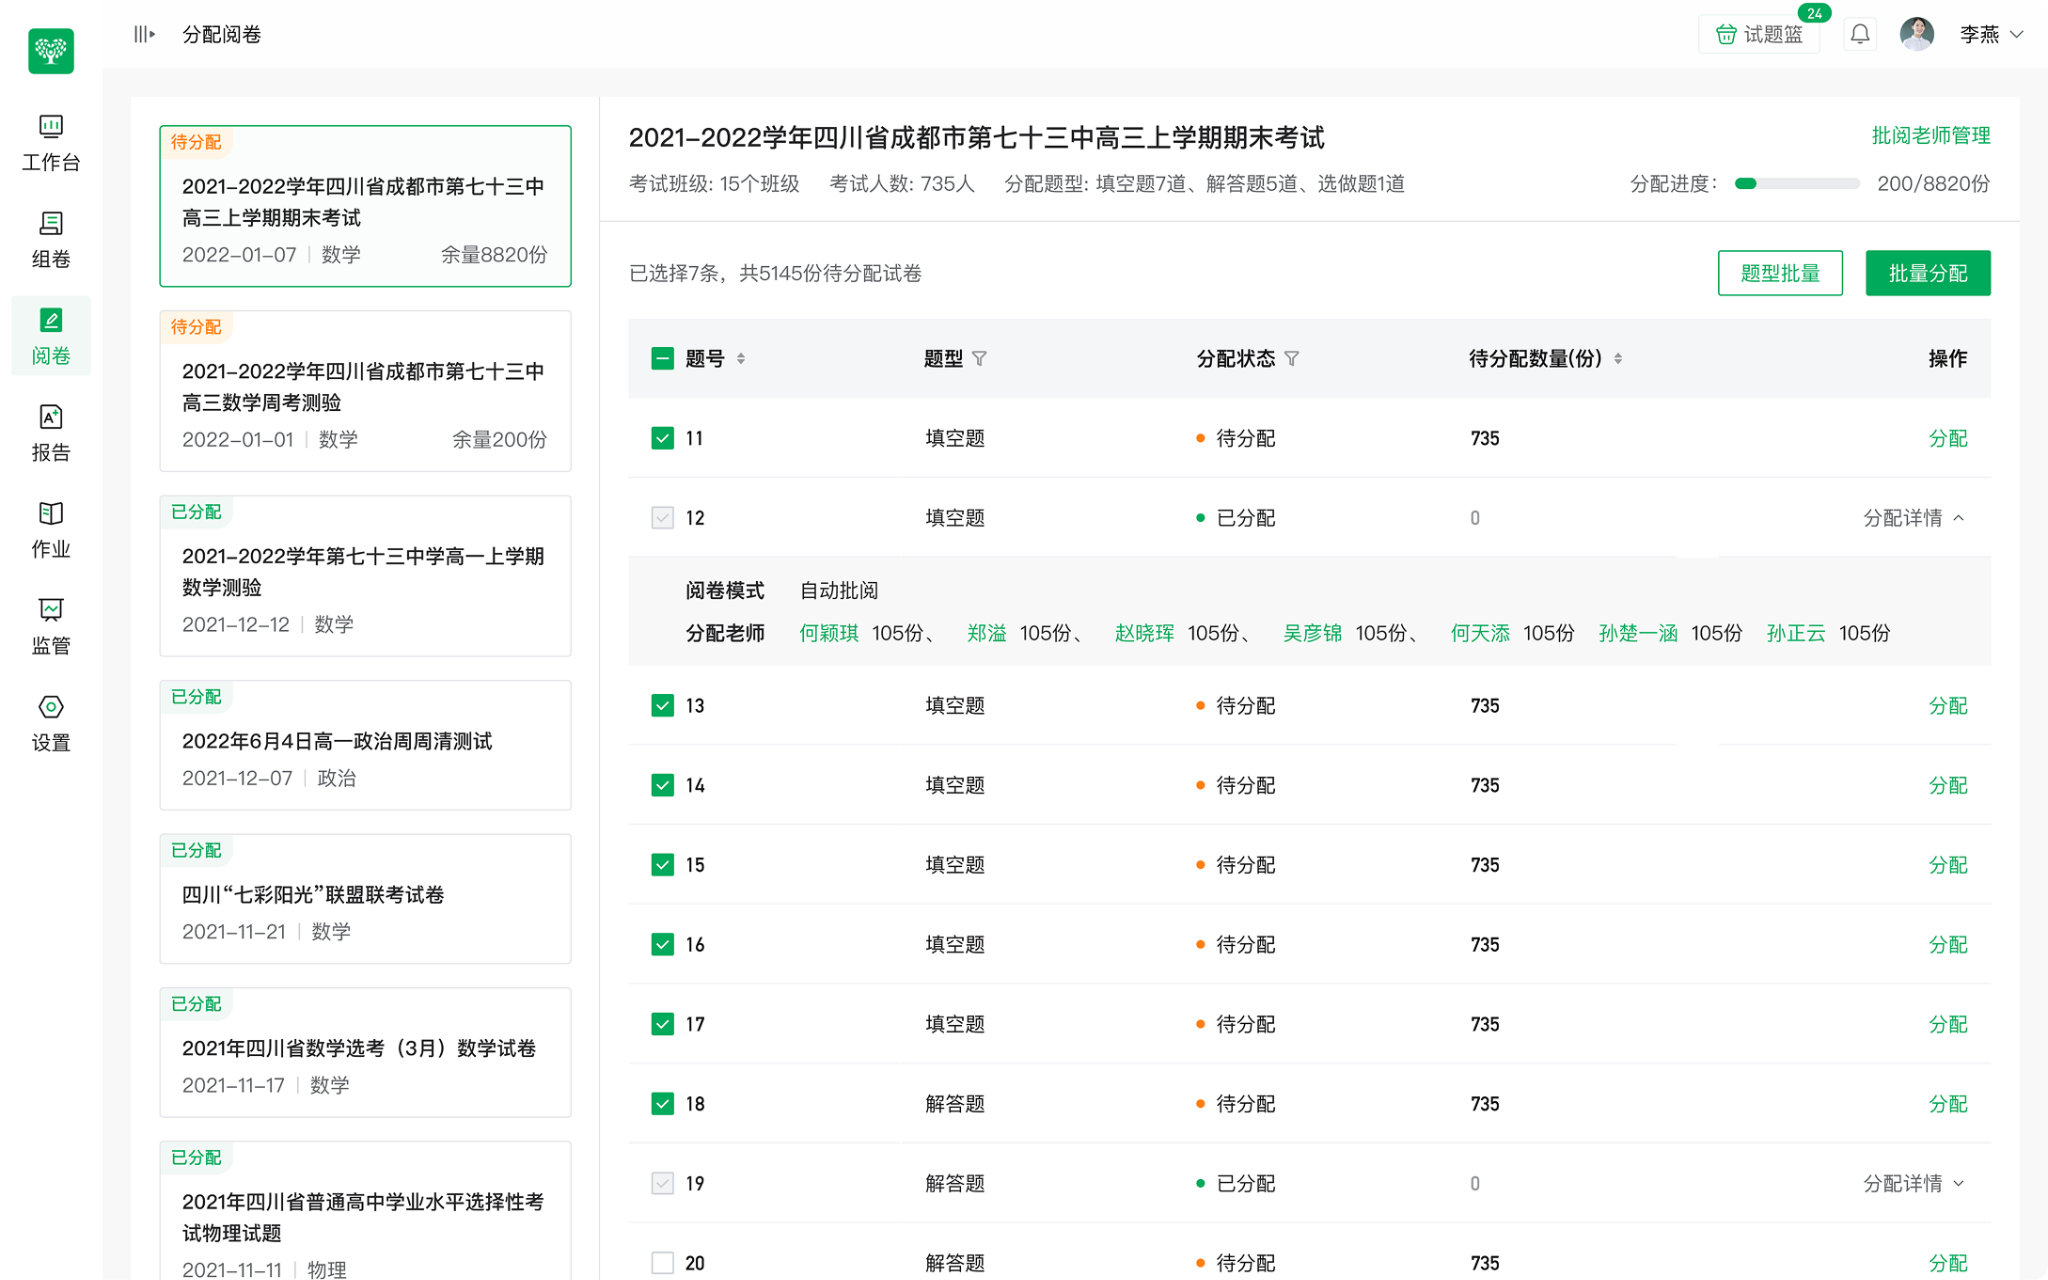 分配阅卷
试题篮
24
李燕
工作台
组卷
阅卷
报告
作业
监管
设置
待分配
2021-2022学年四川省成都市第七十三中
高三上学期期末考试
2022-01-07 数学 余量8820份
待分配
2021-2022学年四川省成都市第七十三中
高三数学周考测验
2022-01-01 数学 余量200份
已分配
2021-2022学年第七十三中学高一上学期
数学测验
2021-12-12 数学
已分配
2022年6月4日高一政治周周清测试
2021-12-07 政治
已分配
四川“七彩阳光”联盟联考试卷
2021-11-21 数学
已分配
2021年四川省数学选考（3月）数学试卷
2021-11-17 数学
已分配
2021年四川省普通高中学业水平选择性考
试物理试题
2021-11-11 物理
2021-2022学年四川省成都市第七十三中高三上学期期末考试
批阅老师管理
考试班级: 15个班级 考试人数: 735人 分配题型: 填空题7道、解答题5道、选做题1道
分配进度: 200/8820份
已选择7条，共5145份待分配试卷
题型批量 批量分配
题号 题型 分配状态 待分配数量(份) 操作
11 填空题 待分配 735 分配
12 填空题 已分配 0 分配详情
阅卷模式 自动批阅
分配老师 何颖琪 105份、 郑溢 105份、 赵晓珲 105份、 吴彦锦 105份、 何天添 105份 孙楚一涵 105份 孙正云 105份
13 填空题 待分配 735 分配
14 填空题 待分配 735 分配
15 填空题 待分配 735 分配
16 填空题 待分配 735 分配
17 填空题 待分配 735 分配
18 解答题 待分配 735 分配
19 解答题 已分配 0 分配详情
20 解答题 待分配 735 分配